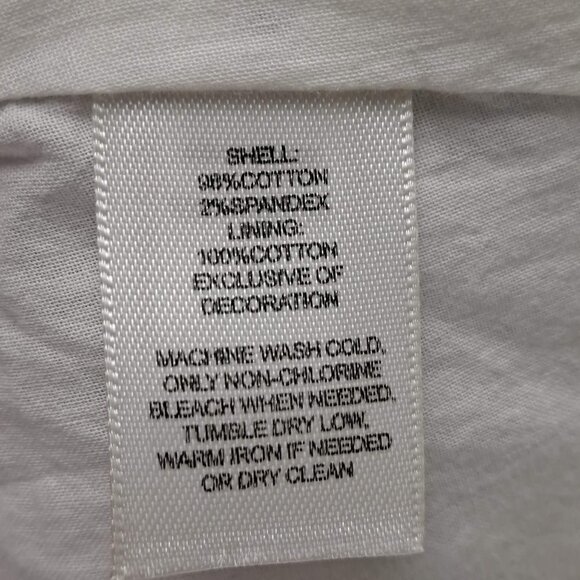 SHELL:
98%COTTON
2%SPANDEX
LINING:
100%COTTON
EXCLUSIVE OF
DECORATION
MACHINE WASH COLD,
ONLY NON-CHLORINE
BLEACH WHEN NEEDED.
TUMBLE DRY LOW,
WARM IRON IF NEEDED
OR DRY CLEAN